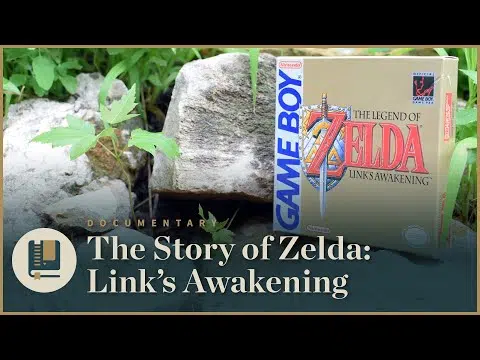 Nintendo
GAME BOY
THE LEGEND OF
ZELDA
LINK'S AWAKENING
GAME BOY
DOCUMENTARY
The Story of Zelda:
Link's Awakening